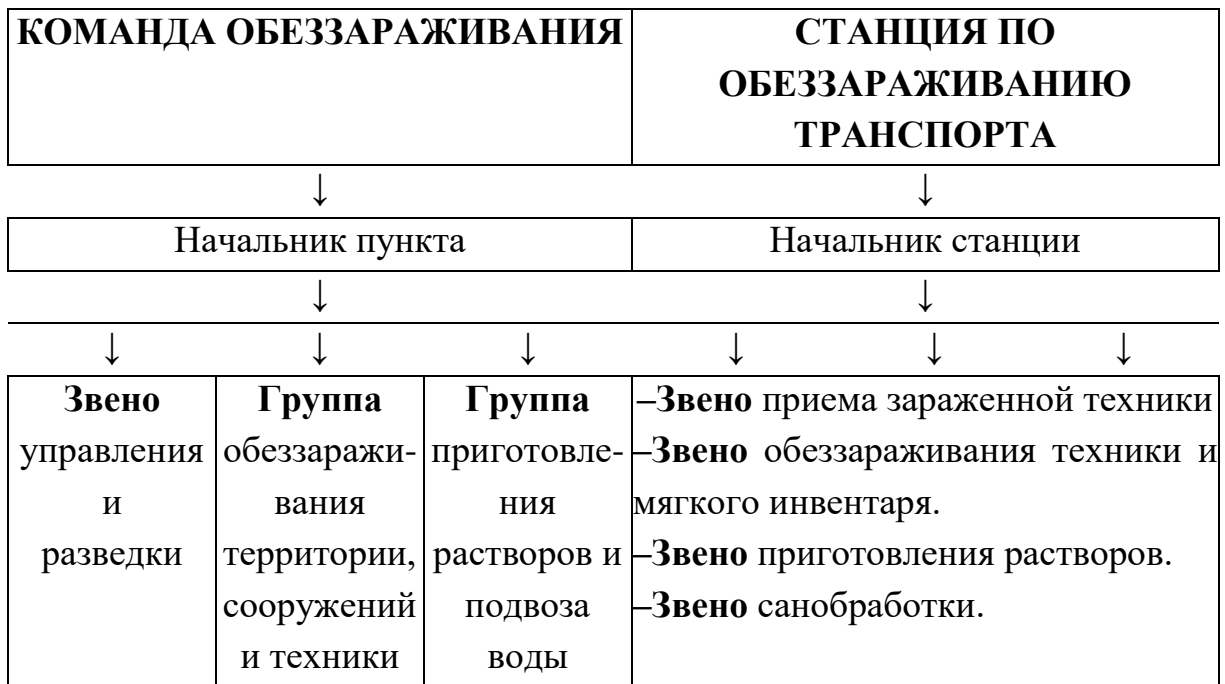 КОМАНДА ОБЕЗЗАРАЖИВАНИЯ
СТАНЦИЯ ПО
ОБЕЗЗАРАЖИВАНИЮ
ТРАНСПОРТА
↓ ↓
Начальник пункта
Начальник станции
↓ ↓
↓ ↓ ↓ ↓ ↓ ↓
Звено
управления
и
разведки
Группа
обеззаражи-
вания
территории,
сооружений
и техники
Группа
приготовле-
ния
растворов и
подвоза
воды
–Звено приема зараженной техники
–Звено обеззараживания техники и
мягкого инвентаря.
–Звено приготовления растворов.
–Звено санобработки.